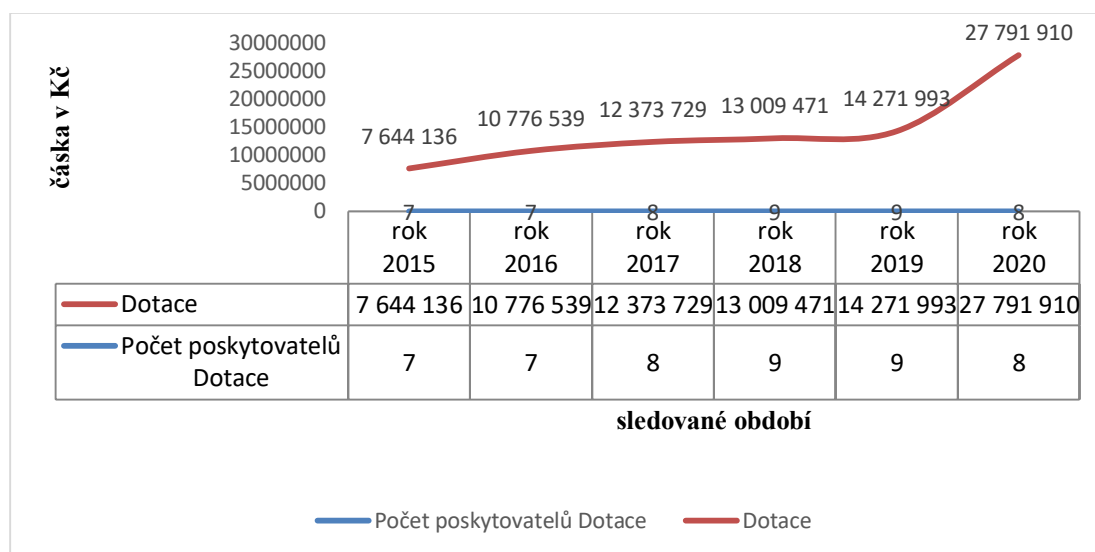 částka v Kč
30000000
25000000
20000000
15000000
10000000
5000000
0
7 644 136
10 776 539
12 373 729
13 009 471
14 271 993
27 791 910
7 7 8 9 9 8
rok 2015 rok 2016 rok 2017 rok 2018 rok 2019 rok 2020
Dotace 7 644 136 10 776 539 12 373 729 13 009 471 14 271 993 27 791 910
Počet poskytovatelů
Dotace 7 7 8 9 9 8
sledované období
Počet poskytovatelů Dotace Dotace